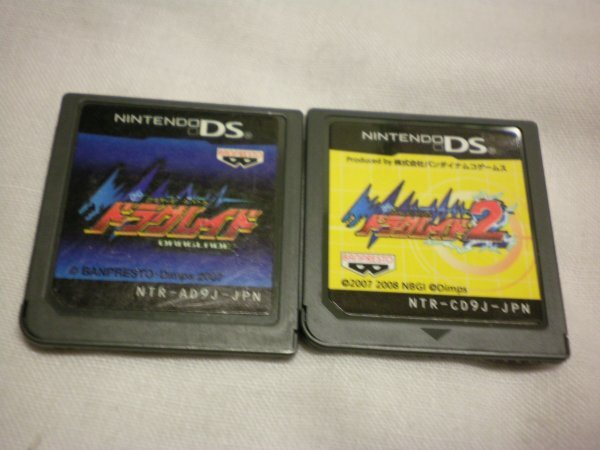 NINTENDO DS
BANPRESTO
ドラグレイド
© BANPRESTO・Dimps 2007
NTR-AD9J-JPN
NINTENDO DS
Produced by 株式会社バンダイナムコゲームス
ドラグレイド2
BANPRESTO
©2007 2008 NBGI ©Dimps
NTR-CD9J-JPN